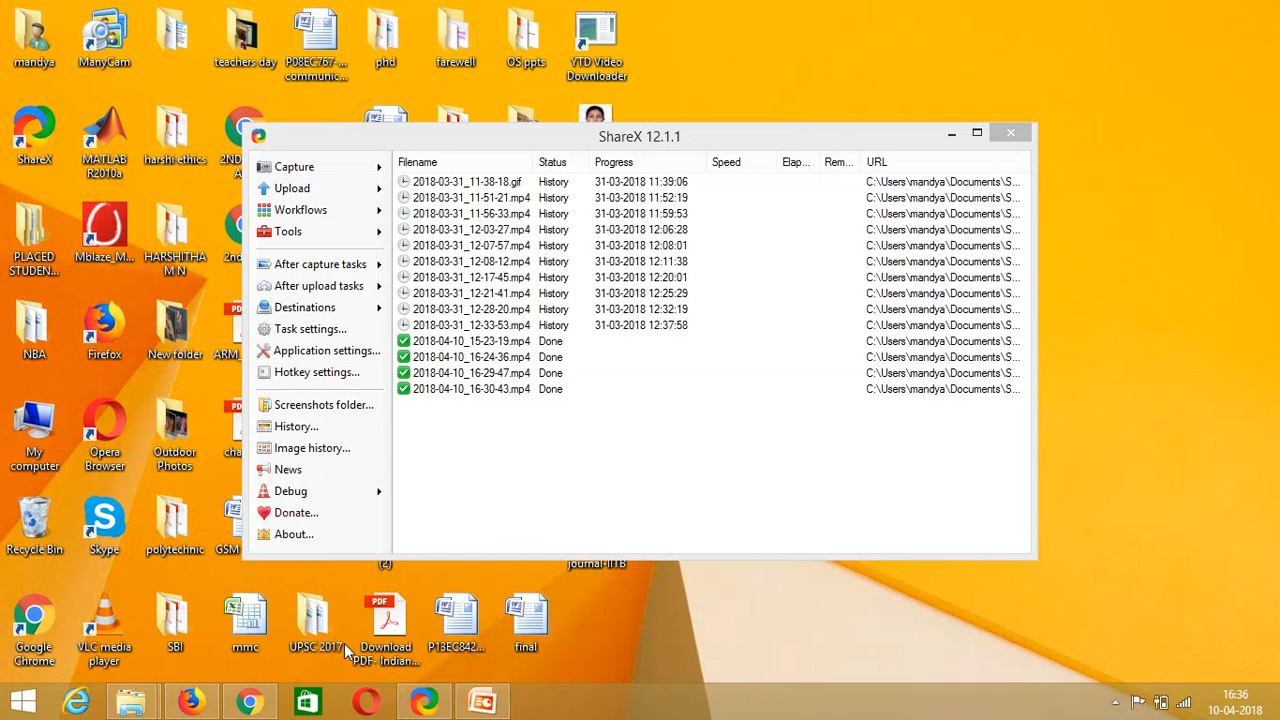 mandya
ManyCam
teachers day
P08EC767-...
communic...
phd
farewell
OS ppts
YTD Video
Downloader
ShareX
MATLAB
R2010a
harshi ethics
2ND
A
PLACED
STUDEN...
Mblaze_M...
HARSHITHA
M N
2nd
NBA
Firefox
New folder
ARM_
My
computer
Opera
Browser
Outdoor
Photos
cha
Recycle Bin
Skype
polytechnic
GSM
(2)
journal-IITB
Google
Chrome
VLC media
player
SBI
mmc
UPSC 2017
Download
PDF- Indian...
P13EC842...
final
PDF
ShareX 12.1.1
Capture
Upload
Workflows
Tools
After capture tasks
After upload tasks
Destinations
Task settings...
Application settings...
Hotkey settings...
Screenshots folder...
History...
Image history...
News
Debug
Donate...
About...
Filename Status Progress Speed Elap... Rem... URL
2018-03-31_11-38-18.gif History 31-03-2018 11:39:06 C:\Users\mandya\Documents\S...
2018-03-31_11-51-21.mp4 History 31-03-2018 11:52:19 C:\Users\mandya\Documents\S...
2018-03-31_11-56-33.mp4 History 31-03-2018 11:59:53 C:\Users\mandya\Documents\S...
2018-03-31_12-03-27.mp4 History 31-03-2018 12:06:28 C:\Users\mandya\Documents\S...
2018-03-31_12-07-57.mp4 History 31-03-2018 12:08:01 C:\Users\mandya\Documents\S...
2018-03-31_12-08-12.mp4 History 31-03-2018 12:11:38 C:\Users\mandya\Documents\S...
2018-03-31_12-17-45.mp4 History 31-03-2018 12:20:01 C:\Users\mandya\Documents\S...
2018-03-31_12-21-41.mp4 History 31-03-2018 12:25:29 C:\Users\mandya\Documents\S...
2018-03-31_12-28-20.mp4 History 31-03-2018 12:32:19 C:\Users\mandya\Documents\S...
2018-03-31_12-33-53.mp4 History 31-03-2018 12:37:58 C:\Users\mandya\Documents\S...
2018-04-10_15-23-19.mp4 Done C:\Users\mandya\Documents\S...
2018-04-10_16-24-36.mp4 Done C:\Users\mandya\Documents\S...
2018-04-10_16-29-47.mp4 Done C:\Users\mandya\Documents\S...
2018-04-10_16-30-43.mp4 Done C:\Users\mandya\Documents\S...
16:36
10-04-2018